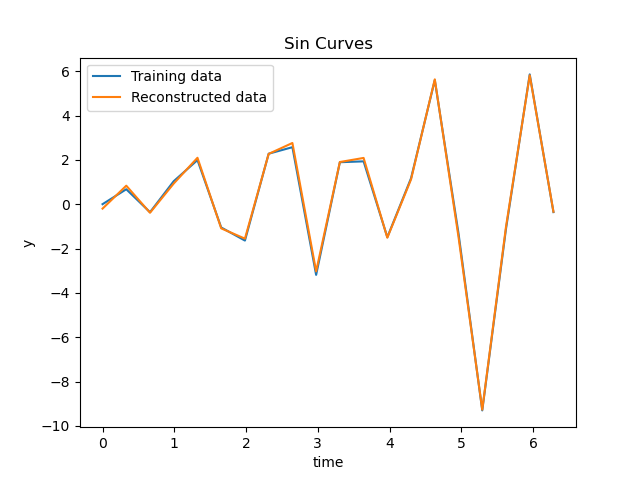 Sin Curves
Training data
Reconstructed data
6
4
2
0
−2
−4
−6
−8
−10
y
0 1 2 3 4 5 6
time